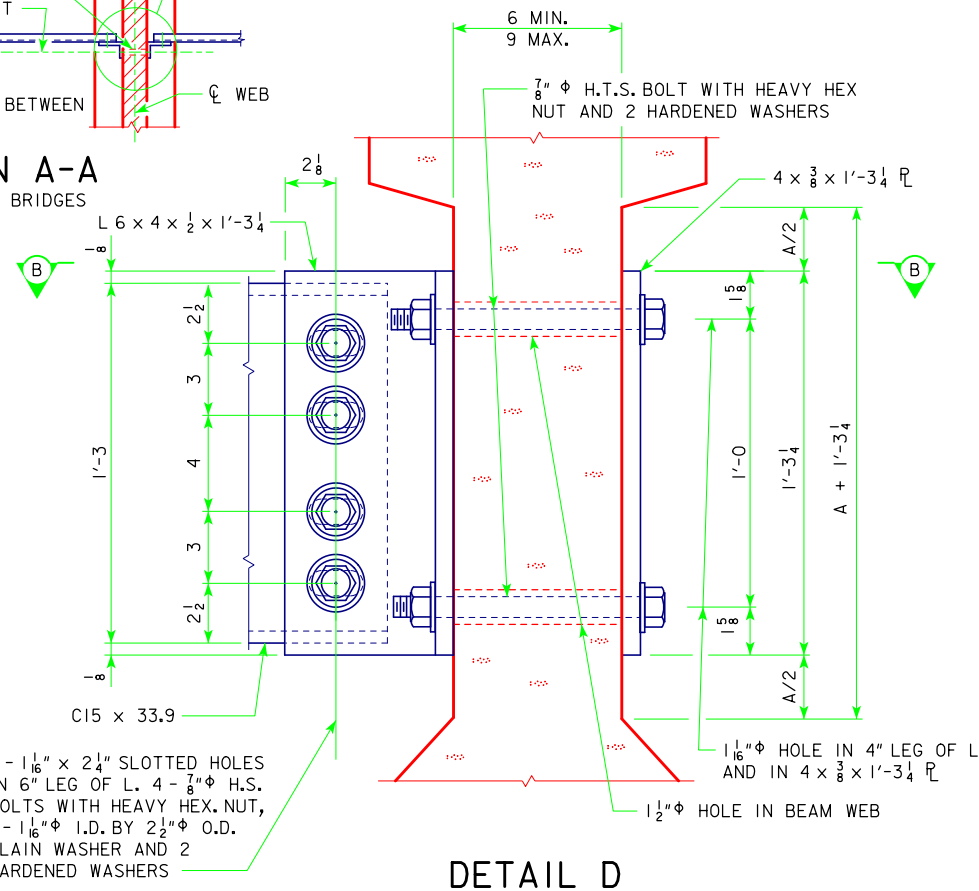 T
BETWEEN
℄ WEB
N A-A
BRIDGES
6 MIN.
9 MAX.
7/8" ϕ H.T.S. BOLT WITH HEAVY HEX
NUT AND 2 HARDENED WASHERS
2 1/8
4 x 3/8 x 1'-3 1/4 ℙL
L 6 x 4 x 1/2 x 1'-3 1/4
B
B
1/8
2 1/2
3
4
3
2 1/2
1'-3
1/8
A/2
1 5/8
1'-0
1'-3 1/4
A + 1'-3 1/4
1 5/8
A/2
C15 x 33.9
- 1 1/16" x 2 1/4" SLOTTED HOLES
N 6" LEG OF L. 4 - 7/8" ϕ H.S.
OLTS WITH HEAVY HEX. NUT,
- 1 1/16" ϕ I.D. BY 2 1/2" ϕ O.D.
LAIN WASHER AND 2
ARDENED WASHERS
1 1/16" ϕ HOLE IN 4" LEG OF L
AND IN 4 x 3/8 x 1'-3 1/4 ℙL
1 1/2" ϕ HOLE IN BEAM WEB
DETAIL D